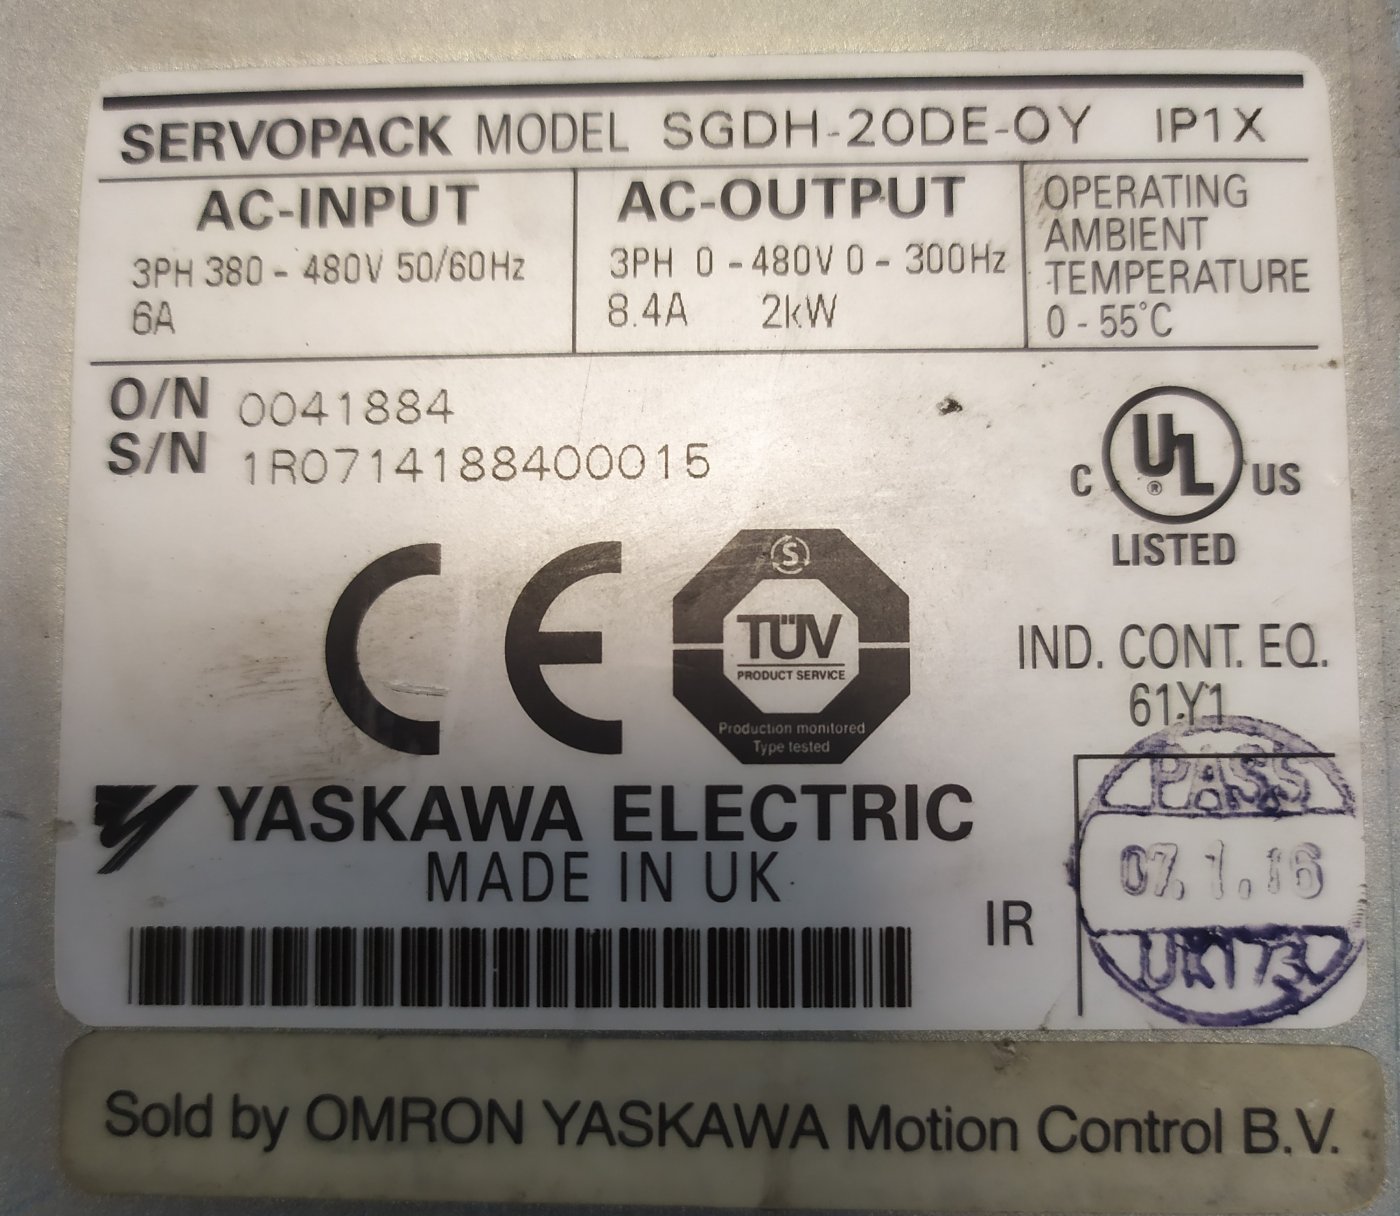 SERVOPACK MODEL SGDH-20DE-OY IP1X
AC-INPUT
3PH 380 - 480V 50/60Hz
6A
AC-OUTPUT
3PH 0 - 480V 0 - 300Hz
8.4A 2kW
OPERATING
AMBIENT
TEMPERATURE
0 - 55°C
O/N 0041884
S/N 1R0714188400015
C UL ® US
LISTED
CE
S
TÜV
PRODUCT SERVICE
Production monitored
Type tested
IND. CONT. EQ.
61Y1
YASKAWA ELECTRIC
MADE IN UK
IR
PASS
07.1.16
UK173
Sold by OMRON YASKAWA Motion Control B.V.